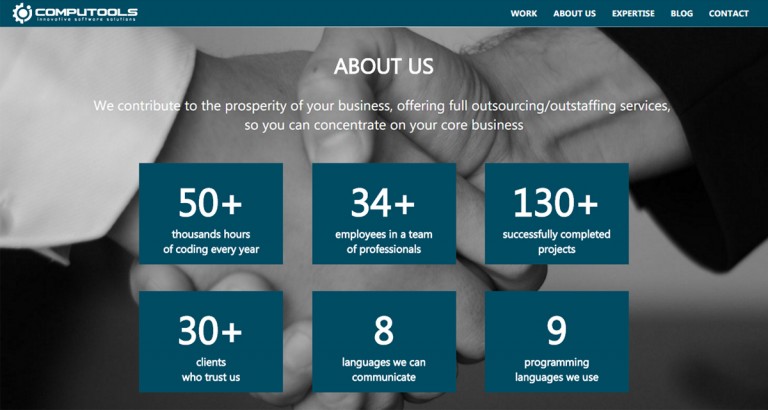 COMPUTOOLS
innovative software solutions
WORK ABOUT US EXPERTISE BLOG CONTACT
ABOUT US
We contribute to the prosperity of your business, offering full outsourcing/outstaffing services,
so you can concentrate on your core business
50+
thousands hours
of coding every year
34+
employees in a team
of professionals
130+
successfully completed
projects
30+
clients
who trust us
8
languages we can
communicate
9
programming
languages we use